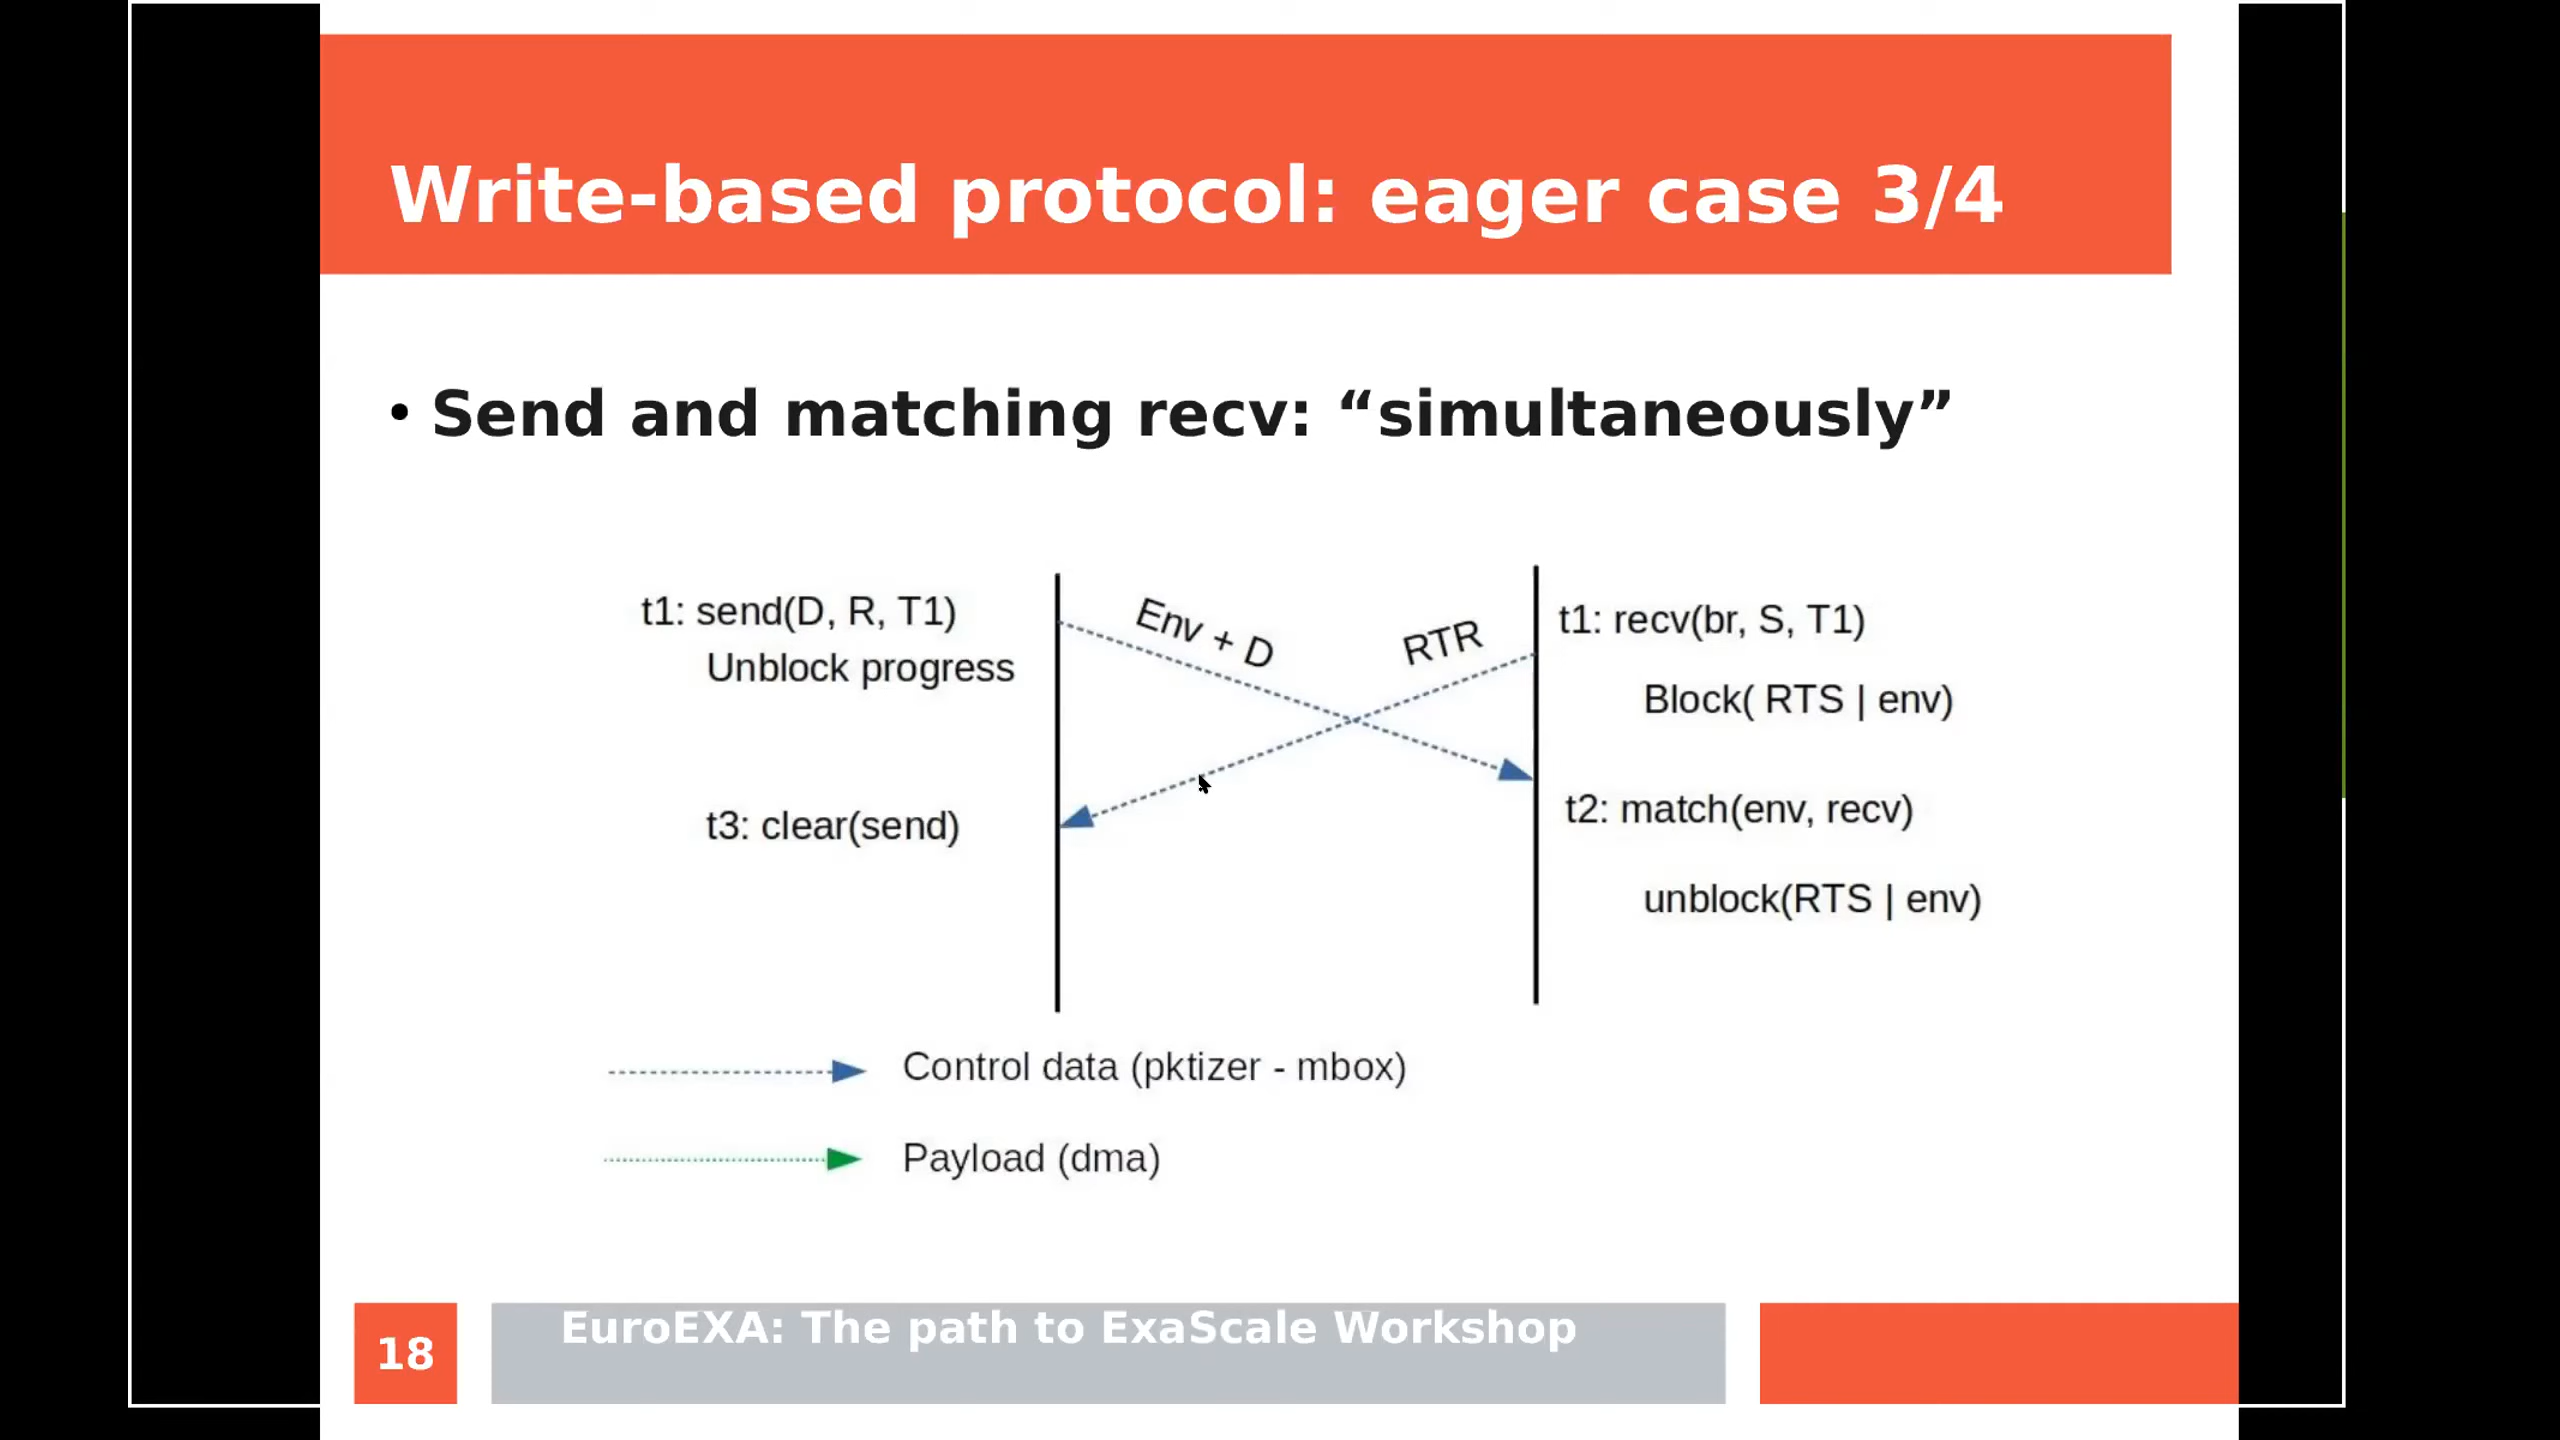 Write-based protocol: eager case 3/4
• Send and matching recv: “simultaneously”
t1: send(D, R, T1)
Unblock progress
t3: clear(send)
Env + D
RTR
t1: recv(br, S, T1)
Block( RTS | env)
t2: match(env, recv)
unblock(RTS | env)
Control data (pktizer - mbox)
Payload (dma)
18
EuroEXA: The path to ExaScale Workshop